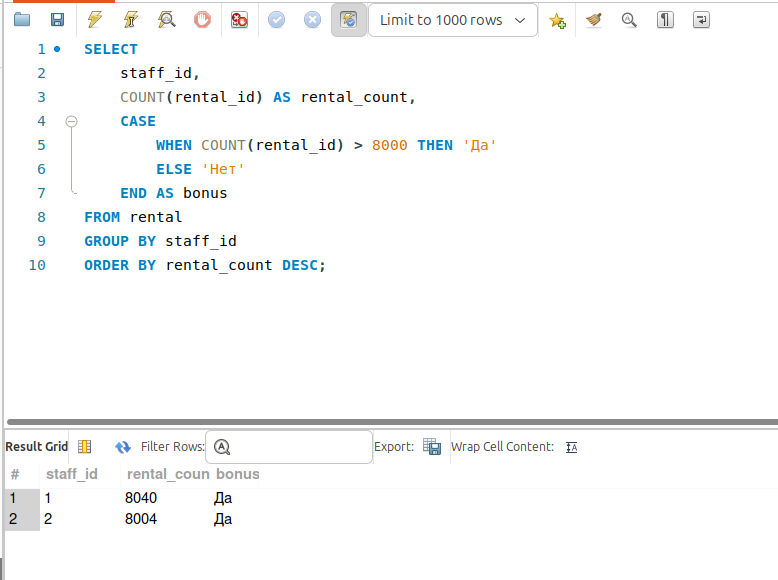 Limit to 1000 rows
1 SELECT
2 staff_id,
3 COUNT(rental_id) AS rental_count,
4 CASE
5 WHEN COUNT(rental_id) > 8000 THEN 'Да'
6 ELSE 'Нет'
7 END AS bonus
8 FROM rental
9 GROUP BY staff_id
10 ORDER BY rental_count DESC;
Result Grid Filter Rows: Export: Wrap Cell Content:
# staff_id rental_coun bonus
1 1 8040 Да
2 2 8004 Да